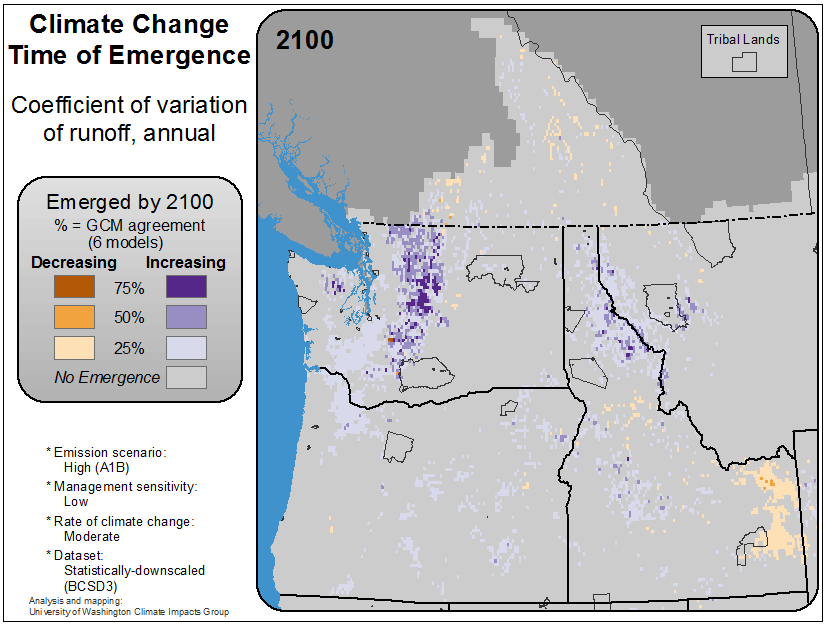 Climate Change
Time of Emergence
Coefficient of variation
of runoff, annual
Emerged by 2100
% = GCM agreement
(6 models)
Decreasing Increasing
75%
50%
25%
No Emergence
* Emission scenario:
High (A1B)
* Management sensitivity:
Low
* Rate of climate change:
Moderate
* Dataset:
Statistically-downscaled
(BCSD3)
Analysis and mapping:
University of Washington Climate Impacts Group
2100
Tribal Lands